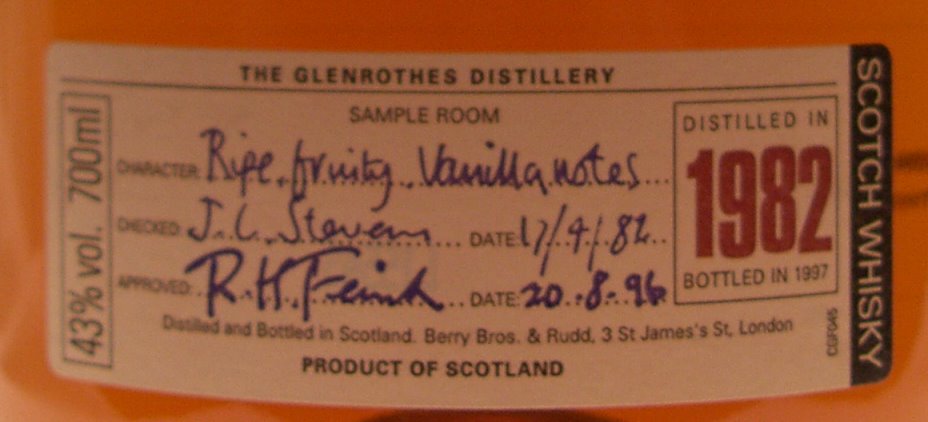 THE GLENROTHES DISTILLERY
SAMPLE ROOM
CHARACTER: Ripe, fruity, Vanilla notes
CHECKED: J. L. Stevens DATE: 17/9/82
APPROVED: R. H. DATE: 20.8.96
Distilled and Bottled in Scotland. Berry Bros. & Rudd, 3 St James's St, London
PRODUCT OF SCOTLAND
43% vol. 700ml
DISTILLED IN
1982
BOTTLED IN 1997
CGF045
SCOTCH WHISKY